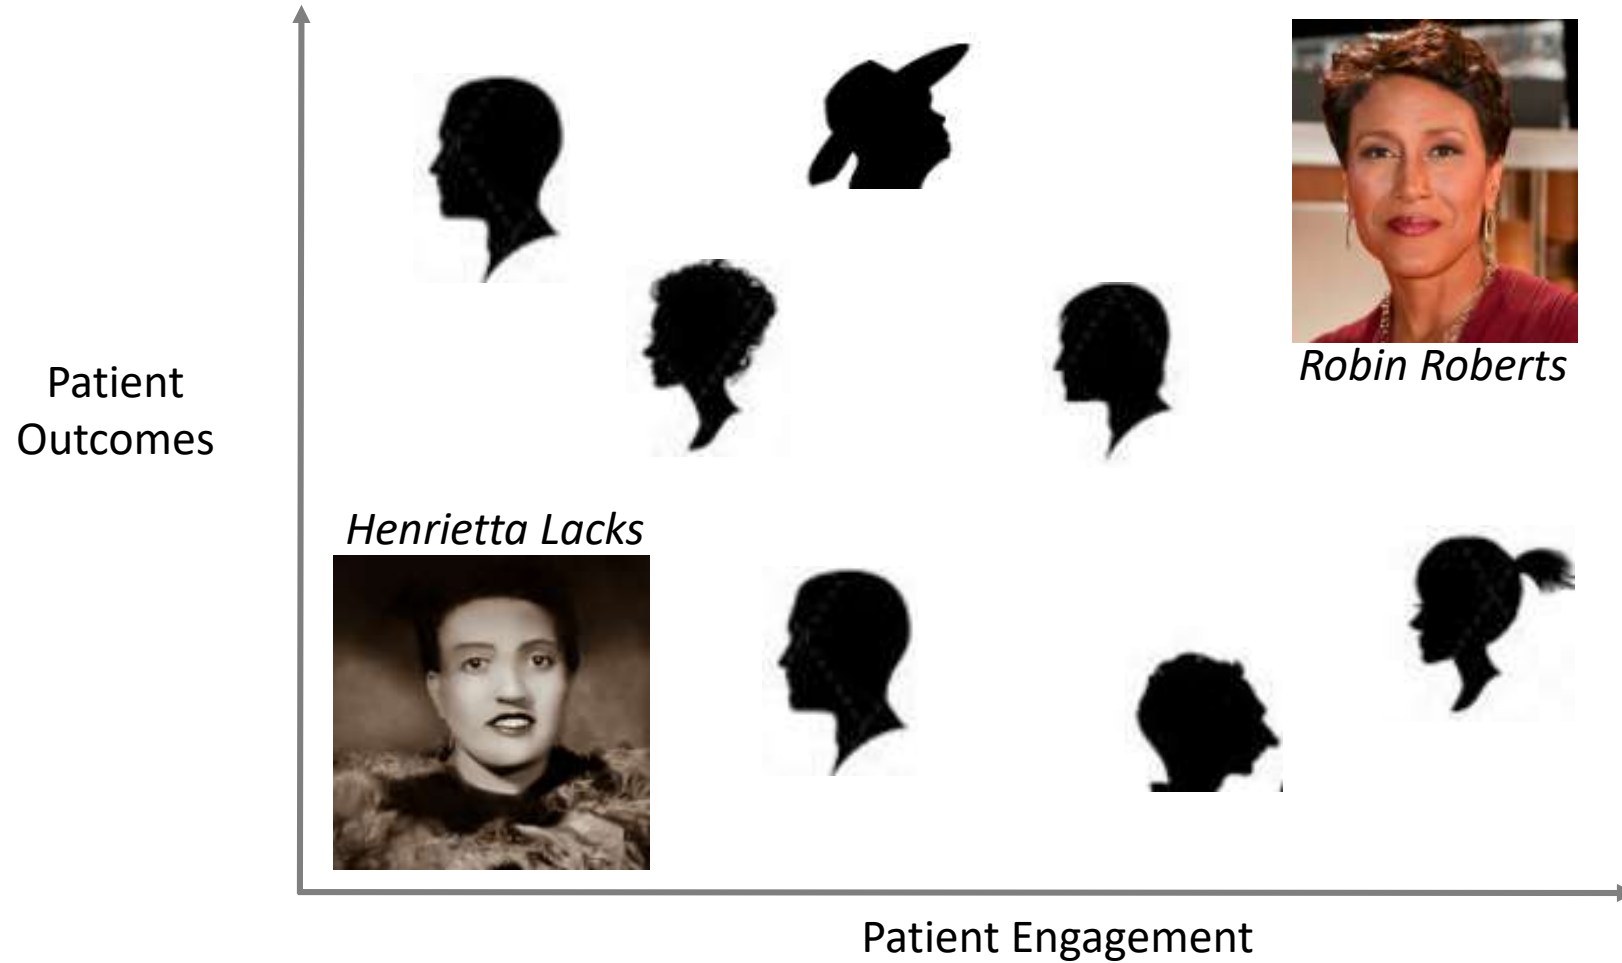 Robin Roberts
Patient
Outcomes
Henrietta Lacks
Patient Engagement